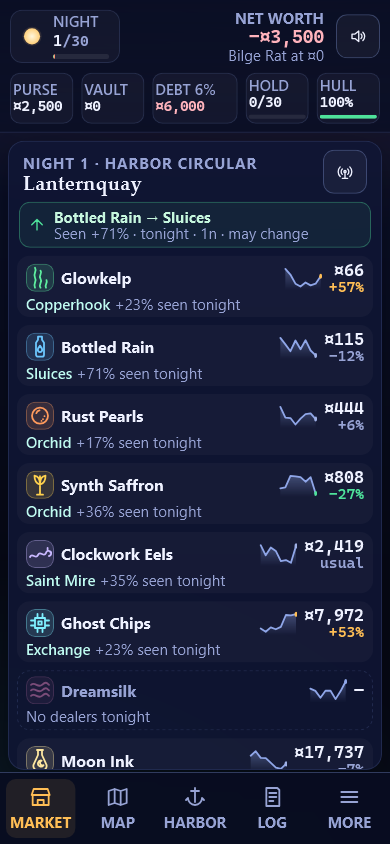 NIGHT
1/30
NET WORTH
−¤3,500
Bilge Rat at ¤0
PURSE
¤2,500
VAULT
¤0
DEBT 6%
¤6,000
HOLD
0/30
HULL
100%
NIGHT 1 · HARBOR CIRCULAR
Lanternquay
Bottled Rain → Sluices
Seen +71% · tonight · 1n · may change
Glowkelp
¤66
+57%
Copperhook +23% seen tonight
Bottled Rain
¤115
−12%
Sluices +71% seen tonight
Rust Pearls
¤444
+6%
Orchid +17% seen tonight
Synth Saffron
¤808
−27%
Orchid +36% seen tonight
Clockwork Eels
¤2,419
usual
Saint Mire +35% seen tonight
Ghost Chips
¤7,972
+53%
Exchange +23% seen tonight
Dreamsilk
—
No dealers tonight
Moon Ink
¤17,737
−7%
MARKET
MAP
HARBOR
LOG
MORE